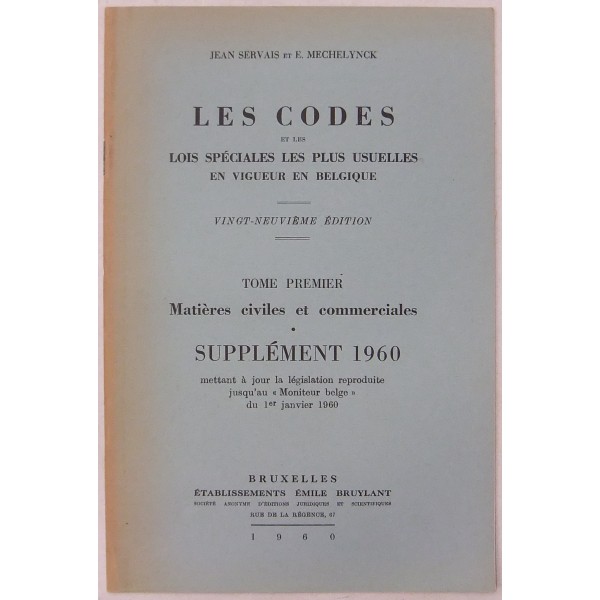 JEAN SERVAIS ET E. MECHELYNCK
LES CODES
ET LES
LOIS SPÉCIALES LES PLUS USUELLES
EN VIGUEUR EN BELGIQUE
VINGT-NEUVIÈME ÉDITION
TOME PREMIER
Matières civiles et commerciales
•
SUPPLÉMENT 1960
mettant à jour la législation reproduite
jusqu'au « Moniteur belge »
du 1er janvier 1960
BRUXELLES
ÉTABLISSEMENTS ÉMILE BRUYLANT
SOCIÉTÉ ANONYME D'ÉDITIONS JURIDIQUES ET SCIENTIFIQUES
RUE DE LA RÉGENCE, 67
1960